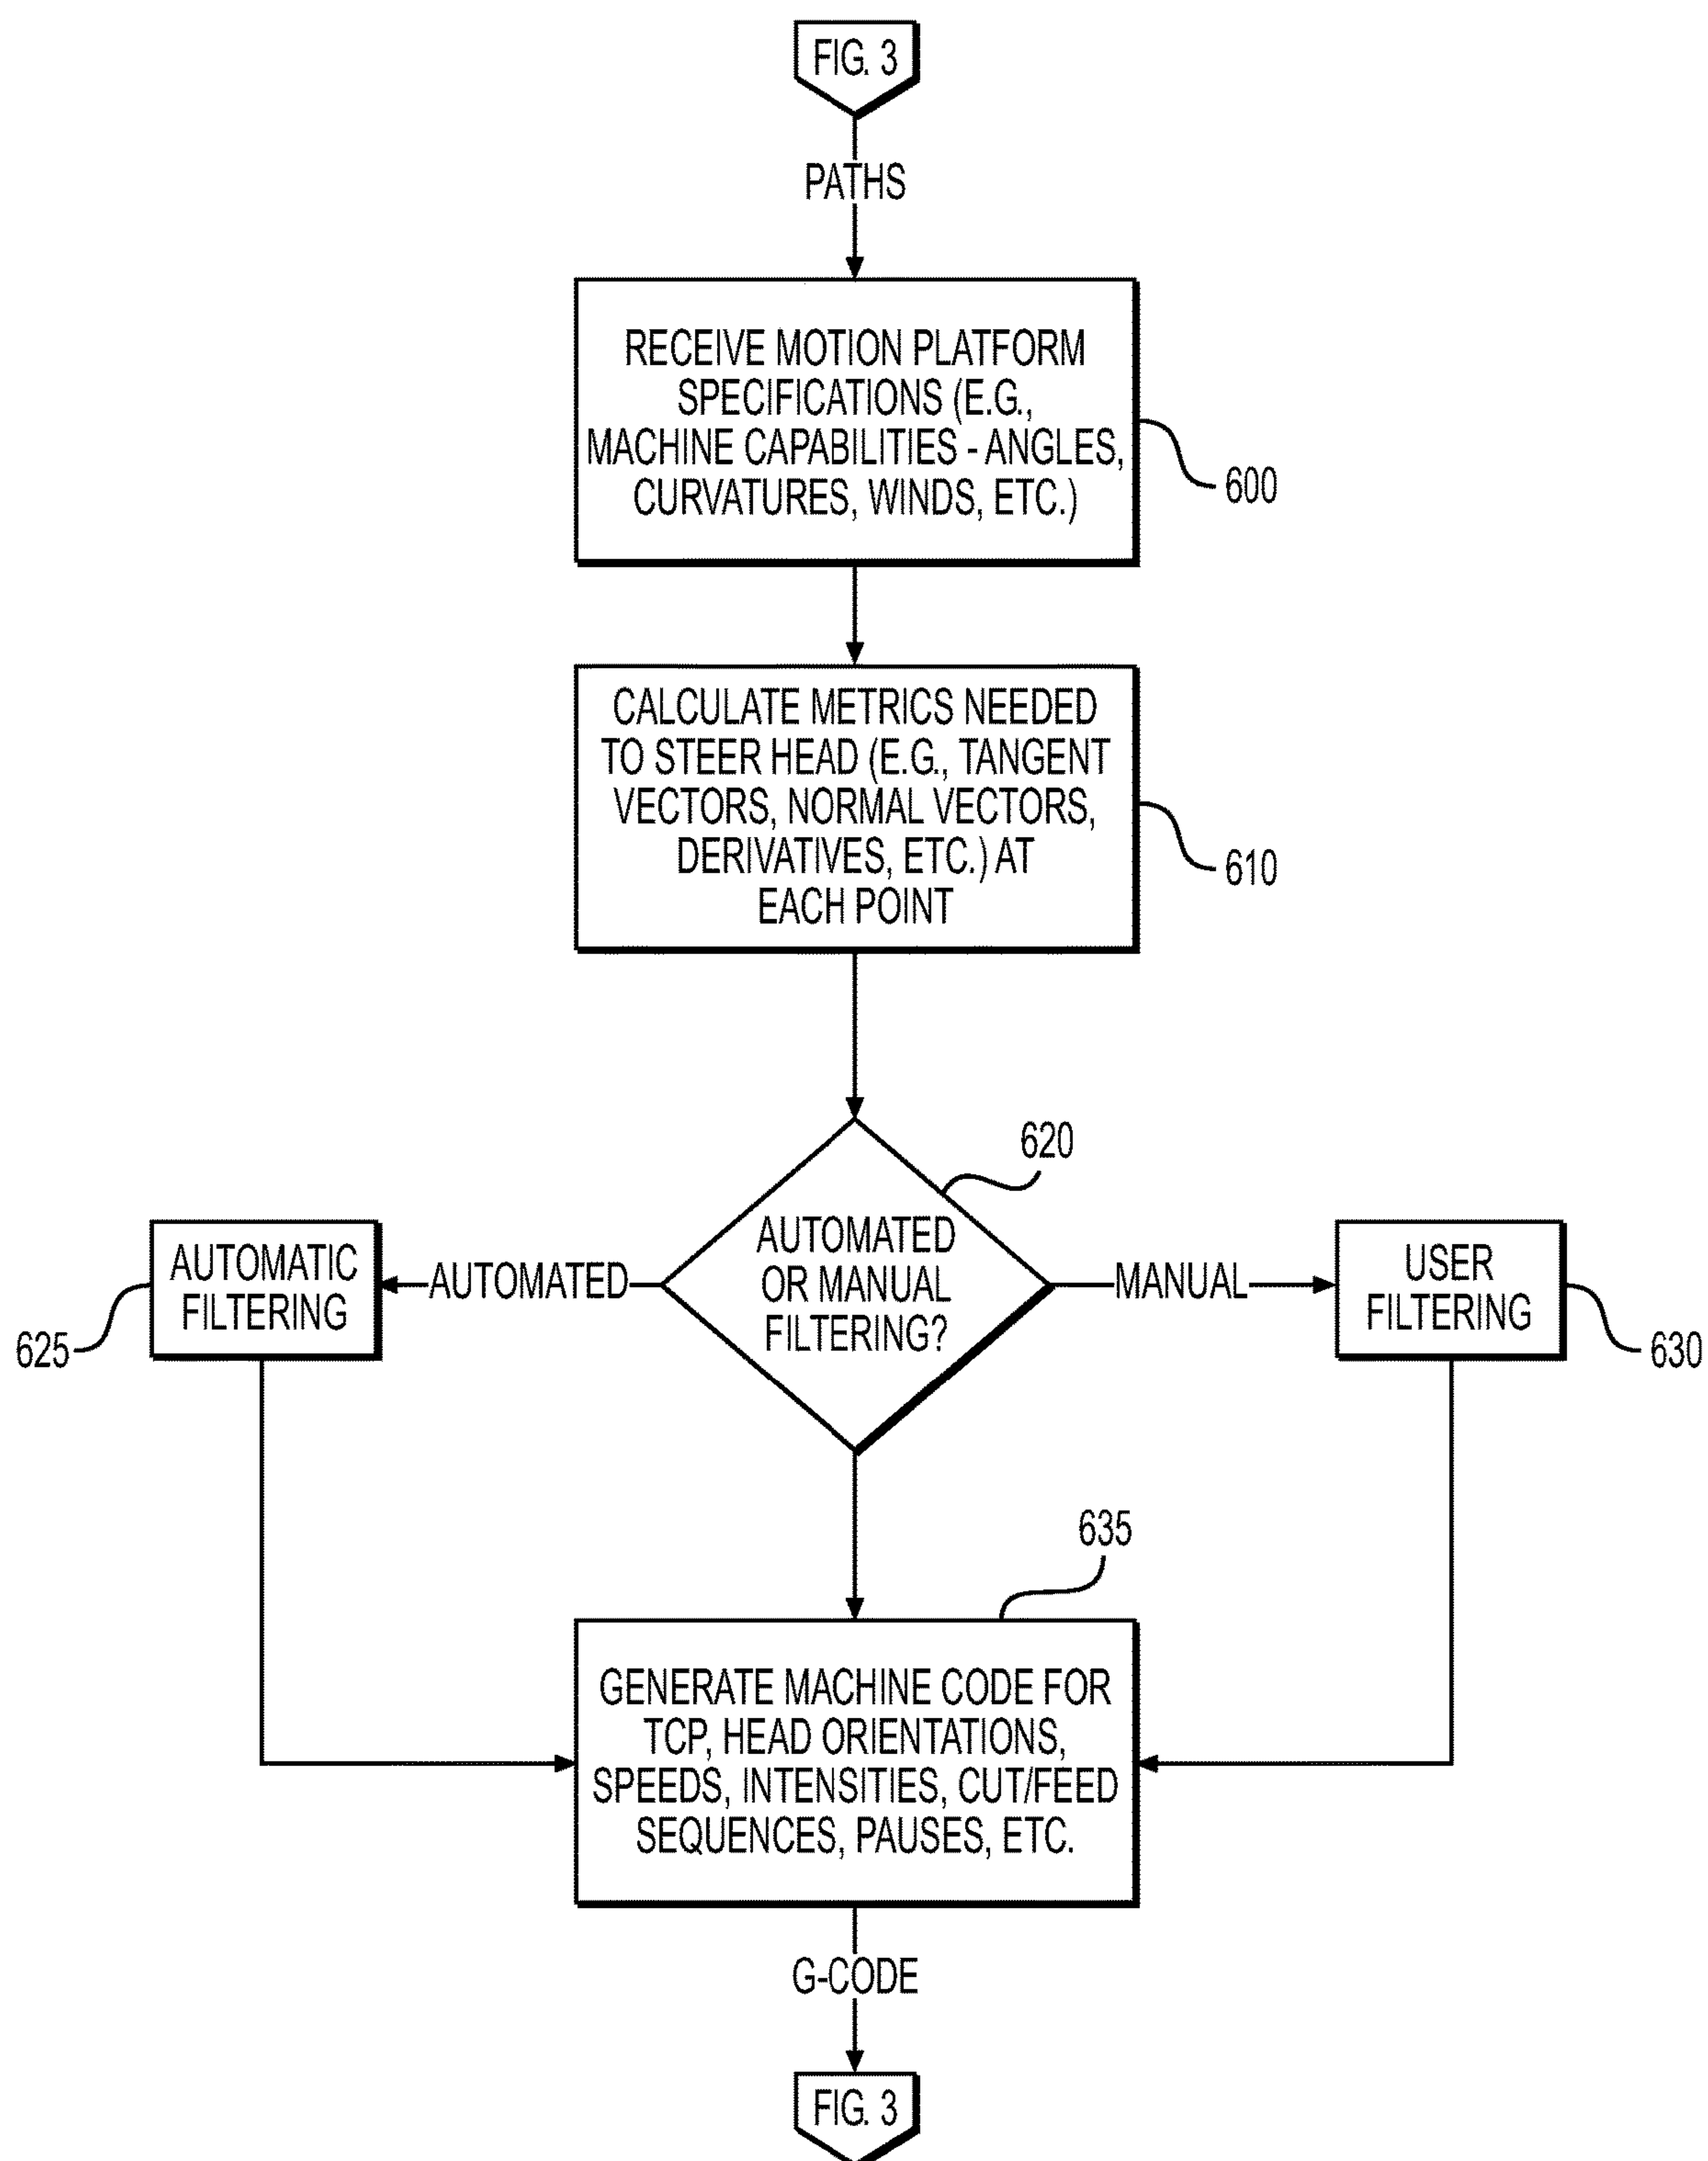 FIG. 3
PATHS
RECEIVE MOTION PLATFORM
SPECIFICATIONS (E.G.,
MACHINE CAPABILITIES - ANGLES,
CURVATURES, WINDS, ETC.)
600
CALCULATE METRICS NEEDED
TO STEER HEAD (E.G., TANGENT
VECTORS, NORMAL VECTORS,
DERIVATIVES, ETC.) AT
EACH POINT
610
620
AUTOMATED
OR MANUAL
FILTERING?
AUTOMATED
AUTOMATIC
FILTERING
625
MANUAL
USER
FILTERING
630
635
GENERATE MACHINE CODE FOR
TCP, HEAD ORIENTATIONS,
SPEEDS, INTENSITIES, CUT/FEED
SEQUENCES, PAUSES, ETC.
G-CODE
FIG. 3